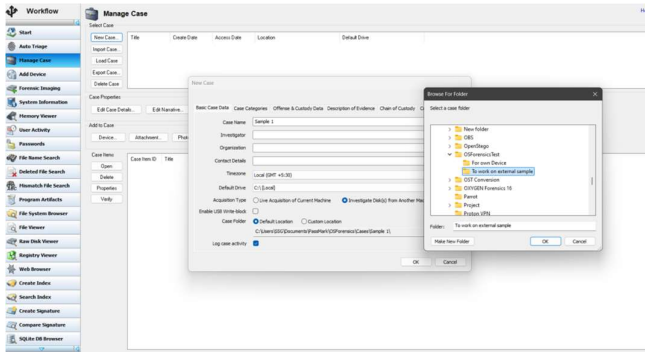 Workflow
Start
Auto Triage
Manage Case
Add Device
Forensic Imaging
System Information
Memory Viewer
User Activity
Passwords
File Name Search
Deleted File Search
Mismatch File Search
Program Artifacts
File System Browser
File Viewer
Raw Disk Viewer
Registry Viewer
Web Browser
Create Index
Search Index
Create Signature
Compare Signature
SQLite DB Browser
Manage Case
Select Case
New Case...
Import Case...
Load Case
Export Case...
Delete Case
Title Create Date Access Date Location Default Drive
Case Properties
Edit Case Details... Edit Narrative...
Add to Case
Device... Attachment...
Case Items
Open
Delete
Properties
Verify
Case Item ID Title
New Case
Basic Case Data Case Categories Offense & Custody Data Description of Evidence Chain of Custody
Case Name Sample 1
Investigator
Organization
Contact Details
Timezone Local (GMT +5:30)
Default Drive C:\ [Local]
Acquisition Type Live Acquisition of Current Machine Investigate Disk(s) from Another
Enable USB Write-block
Case Folder Default Location Custom Location
Log case activity
OK Cancel
Browse For Folder
Select a case folder
New folder
OBS
OpenStego
OSForensicsTest
For own Device
To work on external sample
OST Conversion
OXYGEN Forensics 16
Parrot
Project
Proton VPN
Folder: To work on external sample
Make New Folder OK Cancel